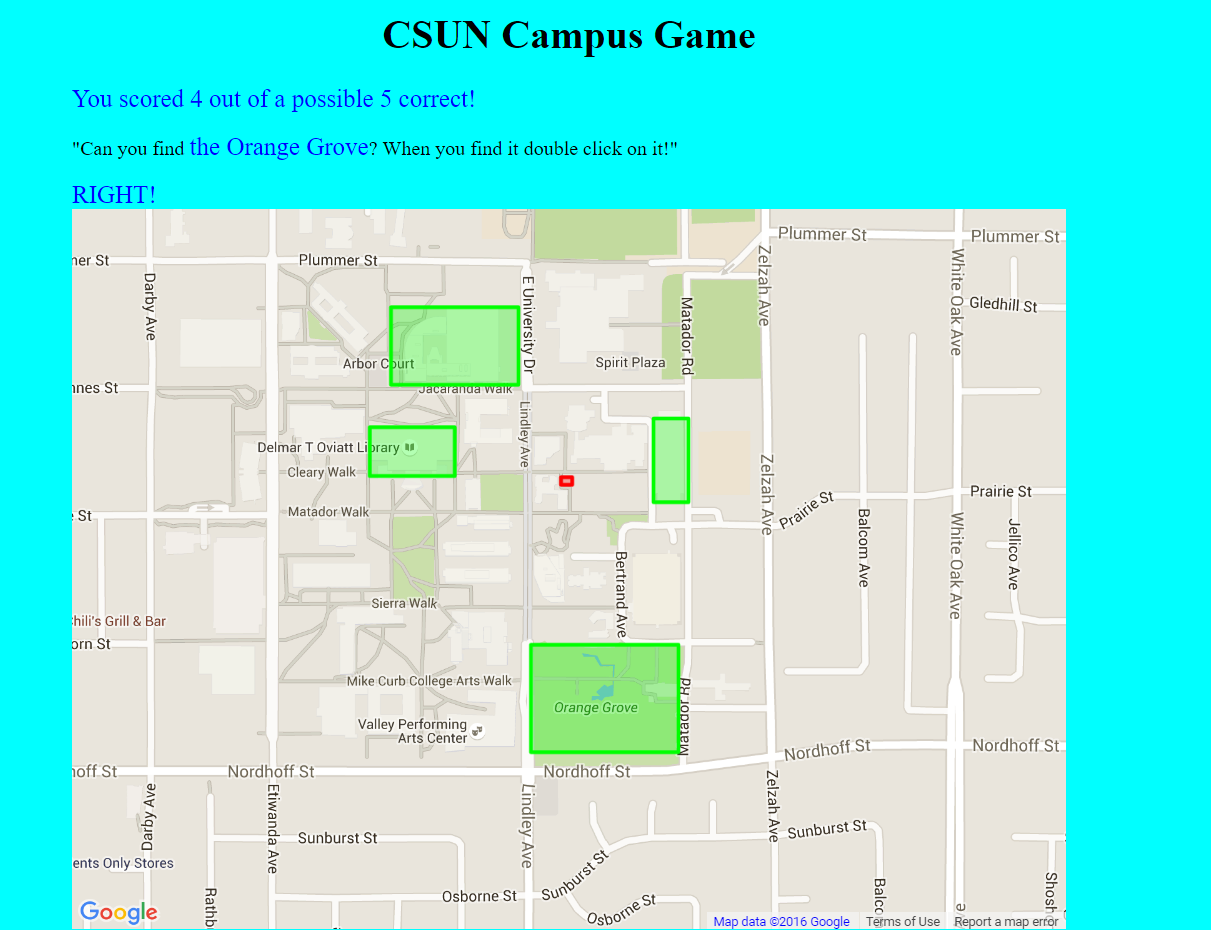 CSUN Campus Game
You scored 4 out of a possible 5 correct!
"Can you find the Orange Grove? When you find it double click on it!"
RIGHT!
Plummer St
Plummer St
ner St
Plummer St
Darby Ave
E University Dr
Matador Rd
Zelzah Ave
White Oak Ave
Gledhill St
Arbor Court
Spirit Plaza
nnes St
Jacaranda Walk
Lindley Ave
Delmar T Oviatt Library
Cleary Walk
Zelzah Ave
Prairie St
Prairie St
Matador Walk
St
Balcom Ave
White Oak Ave
Jellico Ave
Bertrand Ave
Sierra Walk
Chili's Grill & Bar
orn St
Mike Curb College Arts Walk
Matador Rd
Orange Grove
Valley Performing
Arts Center
Nordhoff St
Nordhoff St
hoff St
Nordhoff St
Nordhoff St
Darby Ave
Etiwanda Ave
Lindley Ave
Zelzah Ave
Sunburst St
Sunburst St
ents Only Stores
Sunburst St
Osborne St
Osborne St
Rathb
Balco
Shosho
Google
Map data ©2016 Google
Terms of Use
Report a map error